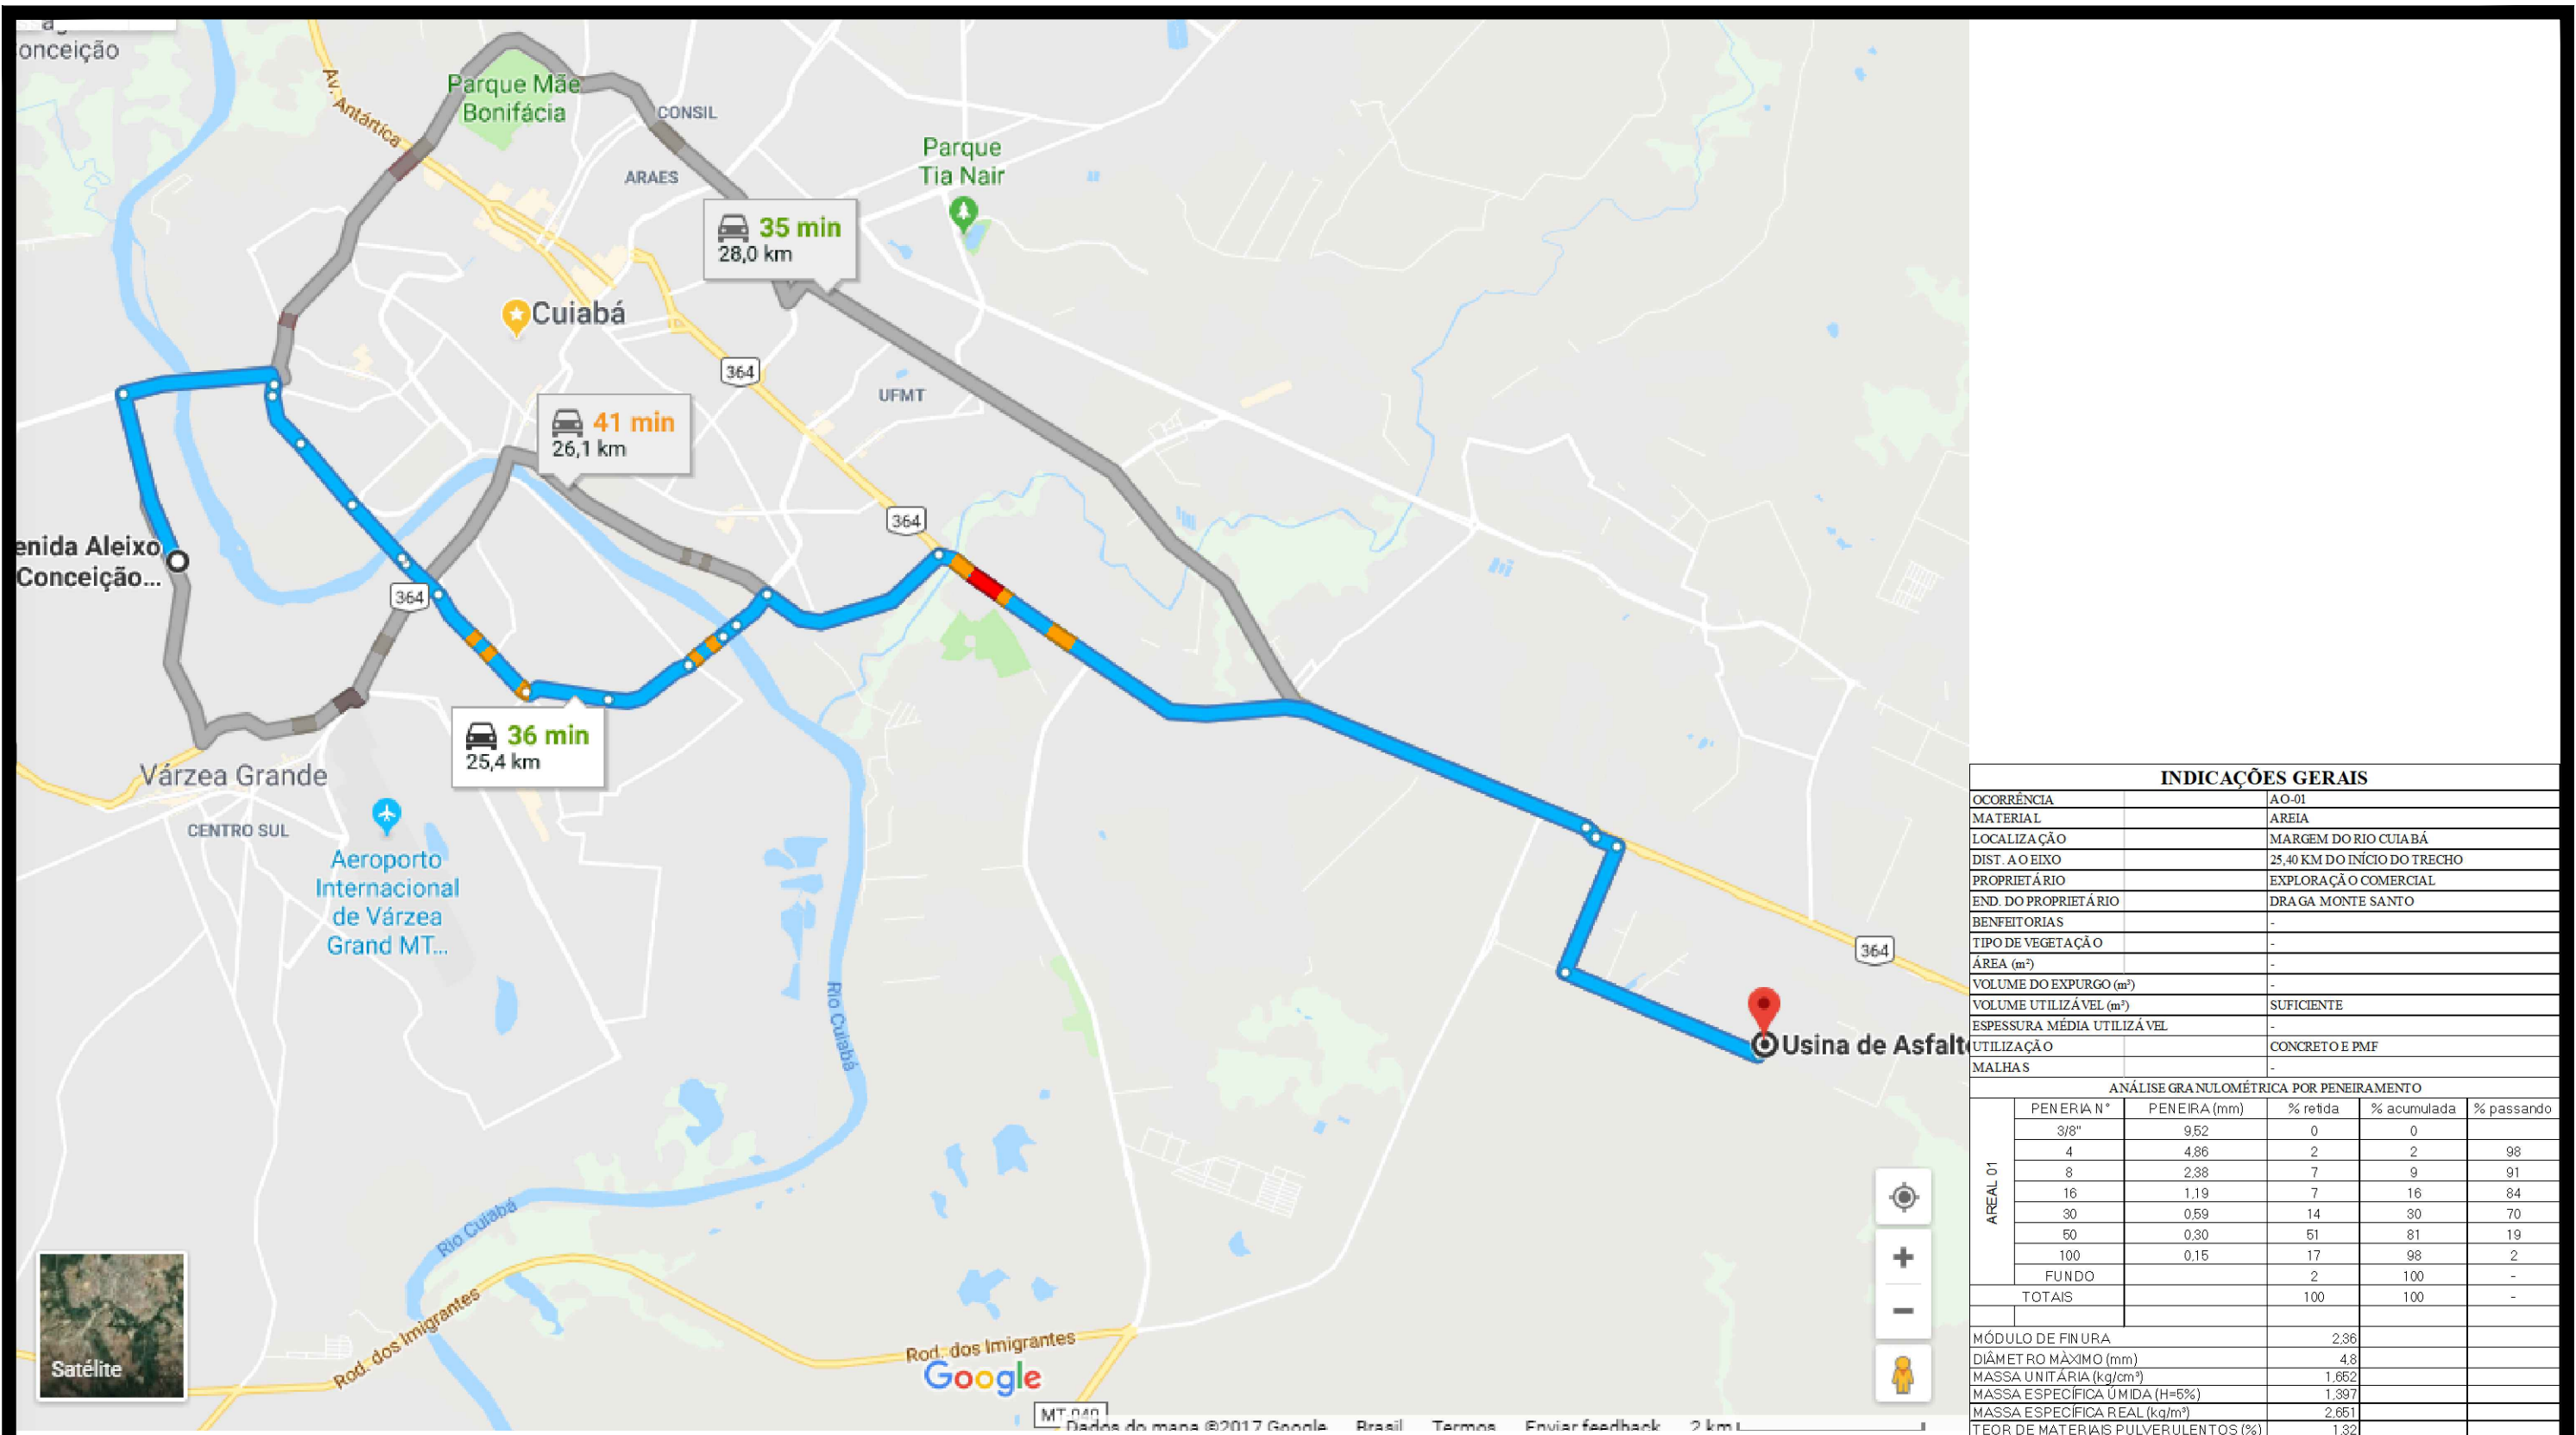 onceição
Av. Antártica
Parque Mãe
Bonifácia
CONSIL
ARAES
Parque
Tia Nair
35 min
28,0 km
Cuiabá
364
UFMT
41 min
26,1 km
364
enida Aleixo
Conceição...
364
36 min
25,4 km
Várzea Grande
CENTRO SUL
Aeroporto
Internacional
de Várzea
Grand MT...
Rio Cuiabá
364
Usina de Asfalt
Rio Cuiabá
Rod. dos Imigrantes
Rod. dos Imigrantes
Satélite
Google
MT-040
Dados do mapa ©2017 Google Brasil Termos Enviar feedback 2 km
INDICAÇÕES GERAIS
OCORRÊNCIA AO-01
MATERIAL AREIA
LOCALIZAÇÃO MARGEM DO RIO CUIABÁ
DIST. AO EIXO 25,40 KM DO INÍCIO DO TRECHO
PROPRIETÁRIO EXPLORAÇÃO COMERCIAL
END. DO PROPRIETÁRIO DRAGA MONTE SANTO
BENFEITORIAS -
TIPO DE VEGETAÇÃO -
ÁREA (m²) -
VOLUME DO EXPURGO (m³) -
VOLUME UTILIZÁVEL (m³) SUFICIENTE
ESPESSURA MÉDIA UTILIZÁVEL -
UTILIZAÇÃO CONCRETO E PMF
MALHAS -
ANÁLISE GRANULOMÉTRICA POR PENEIRAMENTO
AREAL 01
PENERIA N° PENEIRA (mm) % retida % acumulada % passando
3/8" 9,52 0 0
4 4,86 2 2 98
8 2,38 7 9 91
16 1,19 7 16 84
30 0,59 14 30 70
50 0,30 51 81 19
100 0,15 17 98 2
FUNDO 2 100 -
TOTAIS 100 100 -
MÓDULO DE FINURA 2,36
DIÂMETRO MÀXIMO (mm) 4,8
MASSA UNITÁRIA (kg/cm³) 1,652
MASSA ESPECÍFICA ÚMIDA (H=5%) 1,397
MASSA ESPECÍFICA REAL (kg/m³) 2,651
TEOR DE MATERIAIS PULVERULENTOS (%) 1,32